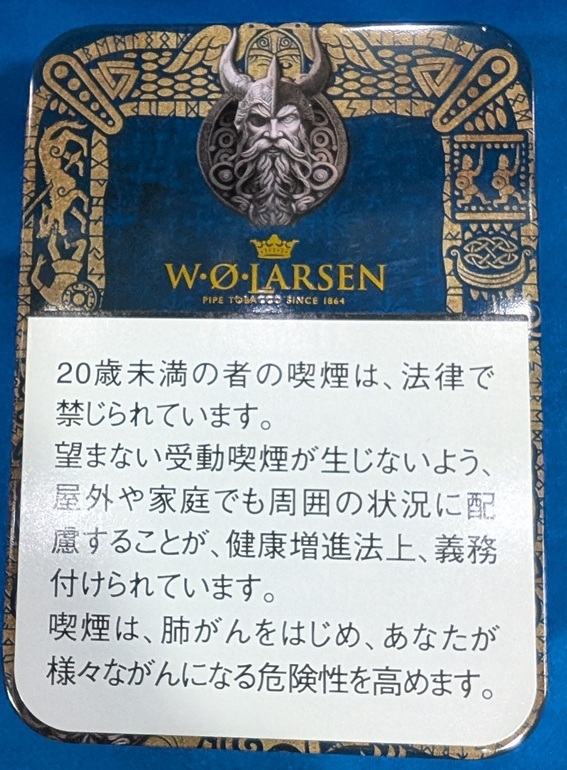 W·Ø·LARSEN
PIPE TOBACCO SINCE 1864
20歳未満の者の喫煙は、法律で
禁じられています。
望まない受動喫煙が生じないよう、
屋外や家庭でも周囲の状況に配
慮することが、健康増進法上、義務
付けられています。
喫煙は、肺がんをはじめ、あなたが
様々ながんになる危険性を高めます。